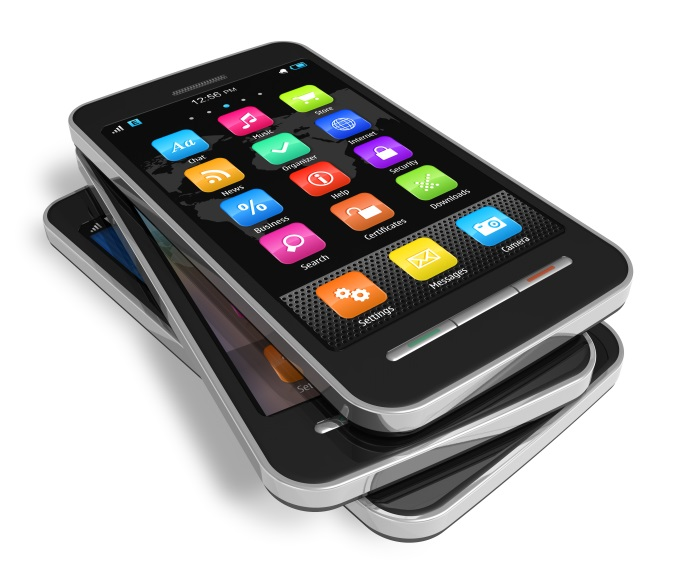 E
12:56 PM
Aa
Chat
Music
Store
News
Organizer
Internet
%
Business
Help
Security
Search
Certificates
Downloads
Settings
Messages
Camera
Set